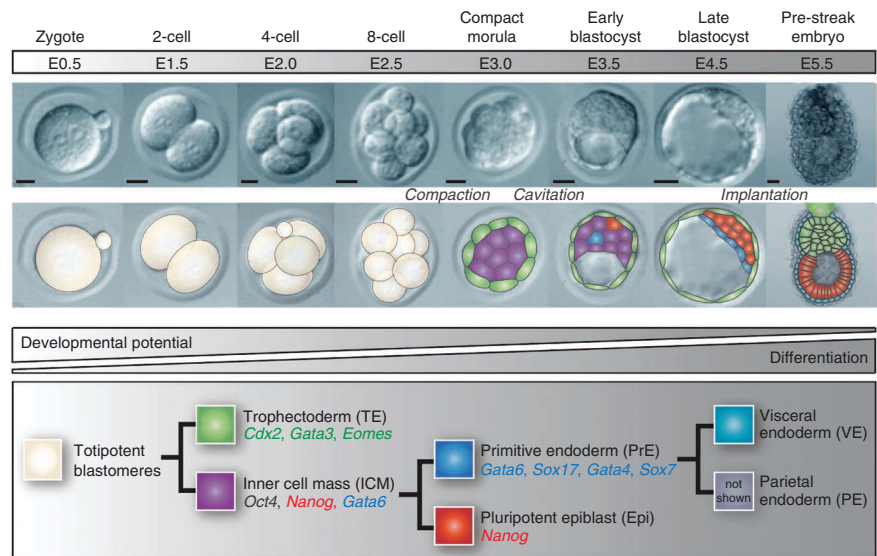 Zygote
2-cell
4-cell
8-cell
Compact
morula
Early
blastocyst
Late
blastocyst
Pre-streak
embryo
E0.5
E1.5
E2.0
E2.5
E3.0
E3.5
E4.5
E5.5
Compaction
Cavitation
Implantation
Developmental potential
Differentiation
Totipotent
blastomeres
Trophectoderm (TE)
Cdx2, Gata3, Eomes
Inner cell mass (ICM)
Oct4, Nanog, Gata6
Primitive endoderm (PrE)
Gata6, Sox17, Gata4, Sox7
Pluripotent epiblast (Epi)
Nanog
Visceral
endoderm (VE)
not
shown
Parietal
endoderm (PE)